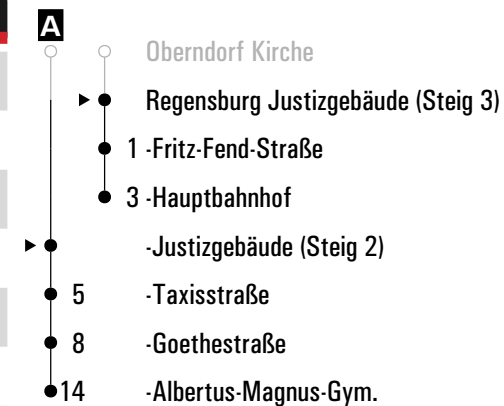 A
Oberndorf Kirche
Regensburg Justizgebäude (Steig 3)
1 -Fritz-Fend-Straße
3 -Hauptbahnhof
-Justizgebäude (Steig 2)
5 -Taxisstraße
8 -Goethestraße
14 -Albertus-Magnus-Gym.